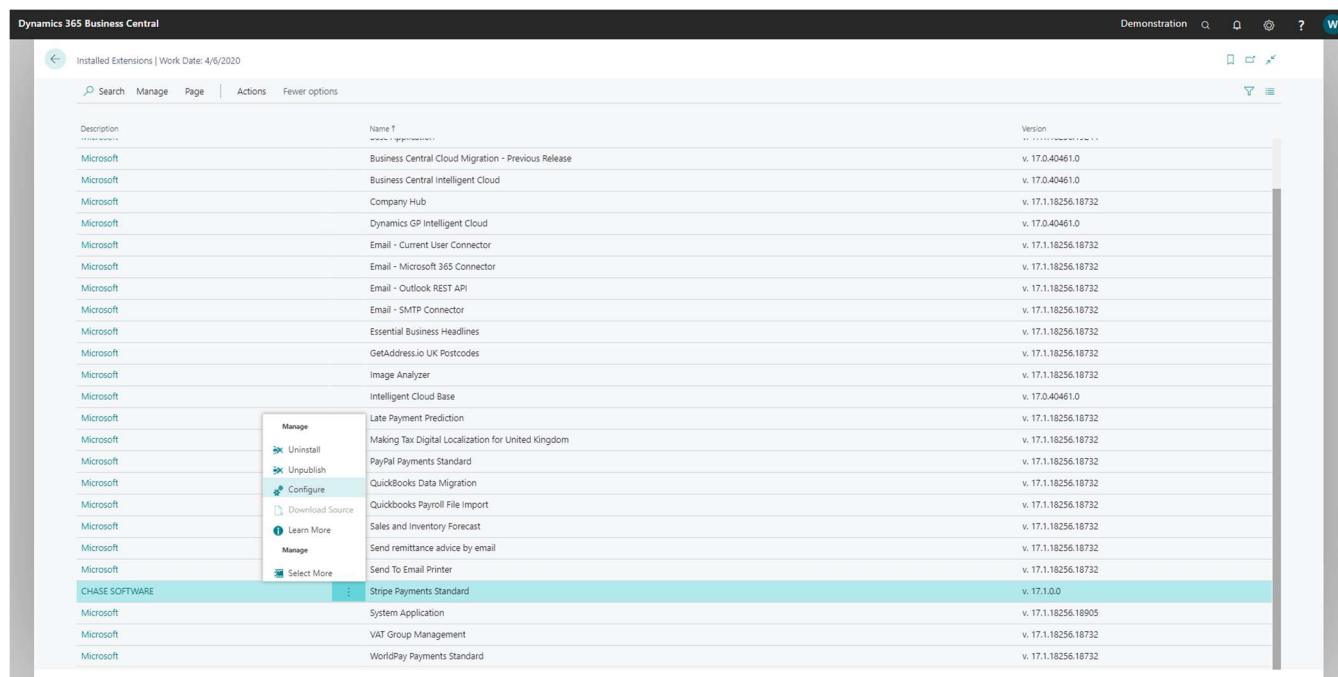 Dynamics 365 Business Central Demonstration ? W
Installed Extensions | Work Date: 4/6/2020
Search Manage Page Actions Fewer options
Description Name ↑ Version
Microsoft Business Central Cloud Migration - Previous Release v. 17.0.40461.0
Microsoft Business Central Intelligent Cloud v. 17.0.40461.0
Microsoft Company Hub v. 17.1.18256.18732
Microsoft Dynamics GP Intelligent Cloud v. 17.0.40461.0
Microsoft Email - Current User Connector v. 17.1.18256.18732
Microsoft Email - Microsoft 365 Connector v. 17.1.18256.18732
Microsoft Email - Outlook REST API v. 17.1.18256.18732
Microsoft Email - SMTP Connector v. 17.1.18256.18732
Microsoft Essential Business Headlines v. 17.1.18256.18732
Microsoft GetAddress.io UK Postcodes v. 17.1.18256.18732
Microsoft Image Analyzer v. 17.1.18256.18732
Microsoft Intelligent Cloud Base v. 17.0.40461.0
Microsoft Late Payment Prediction v. 17.1.18256.18732
Manage
Microsoft Making Tax Digital Localization for United Kingdom v. 17.1.18256.18732
Uninstall
Microsoft PayPal Payments Standard v. 17.1.18256.18732
Unpublish
Microsoft QuickBooks Data Migration v. 17.1.18256.18732
Configure
Microsoft Quickbooks Payroll File Import v. 17.1.18256.18732
Download Source
Microsoft Sales and Inventory Forecast v. 17.1.18256.18732
Learn More
Microsoft Send remittance advice by email v. 17.1.18256.18732
Manage
Microsoft Send To Email Printer v. 17.1.18256.18732
Select More
CHASE SOFTWARE Stripe Payments Standard v. 17.1.0.0
Microsoft System Application v. 17.1.18256.18905
Microsoft VAT Group Management v. 17.1.18256.18732
Microsoft WorldPay Payments Standard v. 17.1.18256.18732